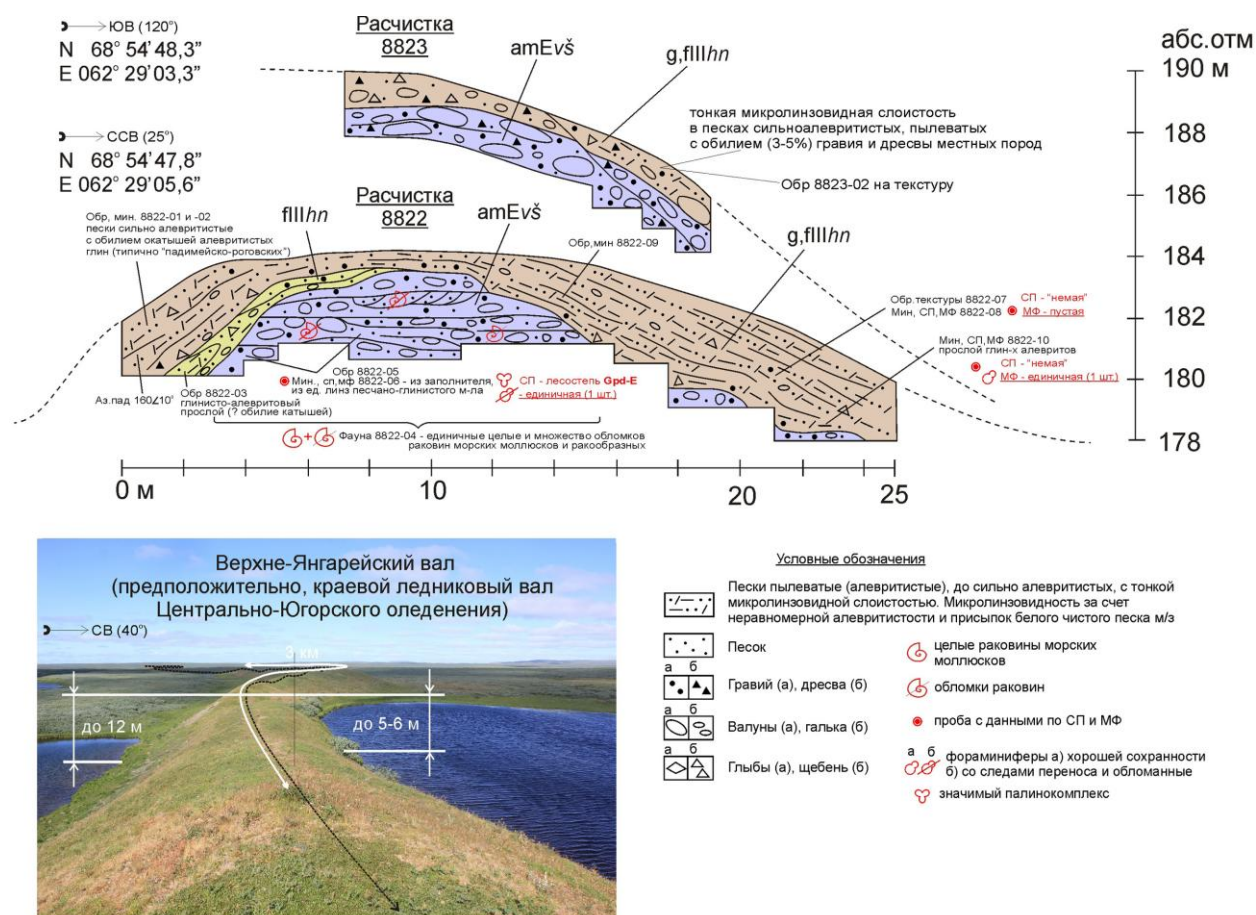 ЮВ (120°)
N 68° 54' 48,3"
E 062° 29' 03,3"
ССВ (25°)
N 68° 54' 47,8"
E 062° 29' 05,6"
Расчистка
8823
amEvš
g,fIIIhn
абс.отм
190 м
188
186
184
182
180
178
тонкая микролинзовидная слоистость
в песках сильноалевритистых, пылеватых
с обилием (3-5%) гравия и дресвы местных пород
Обр 8823-02 на текстуру
Расчистка
8822
fIIIhn
amEvš
Обр,мин 8822-09
g,fIIIhn
Обр, мин. 8822-01 и -02
пески сильно алевритистые
с обилием окатышей алевритистых
глин (типично "падимейско-роговских")
Обр.текстуры 8822-07
Мин, СП,МФ 8822-08
СП - "немая"
МФ - пустая
Мин, СП,МФ 8822-10
прослой глин-х алевритов
СП - "немая"
МФ - единичная (1 шт.)
Аз.пад 160∠10°
Обр 8822-03
глинисто-алевритовый
прослой (? обилие катышей)
Обр 8822-05
Мин., сп,мф 8822-06 - из заполнителя,
из ед. линз песчано-глинистого м-ла
СП - лесостепь Gpd-E
- единичная (1 шт.)
+
Фауна 8822-04 - единичные целые и множество обломков
раковин морских моллюсков и ракообразных
0 м
10
20
25
Верхне-Янгарейский вал
(предположительно, краевой ледниковый вал
Центрально-Югорского оледенения)
СВ (40°)
3 км
до 12 м
до 5-6 м
Условные обозначения
Пески пылеватые (алевритистые), до сильно алевритистых, с тонкой
микролинзовидной слоистостью. Микролинзовидность за счет
неравномерной алевритистости и присыпок белого чистого песка м/з
Песок
а б
Гравий (а), дресва (б)
а б
Валуны (а), галька (б)
а б
Глыбы (а), щебень (б)
целые раковины морских
моллюсков
обломки раковин
проба с данными по СП и МФ
а б
фораминиферы а) хорошей сохранности
б) со следами переноса и обломанные
значимый палинокомплекс